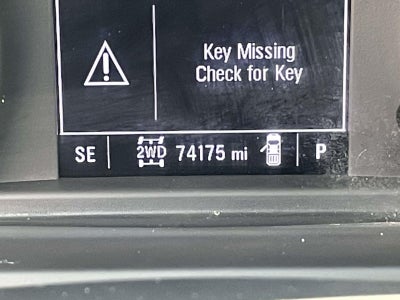 Key Missing
Check for Key
SE 2WD 74175 mi P